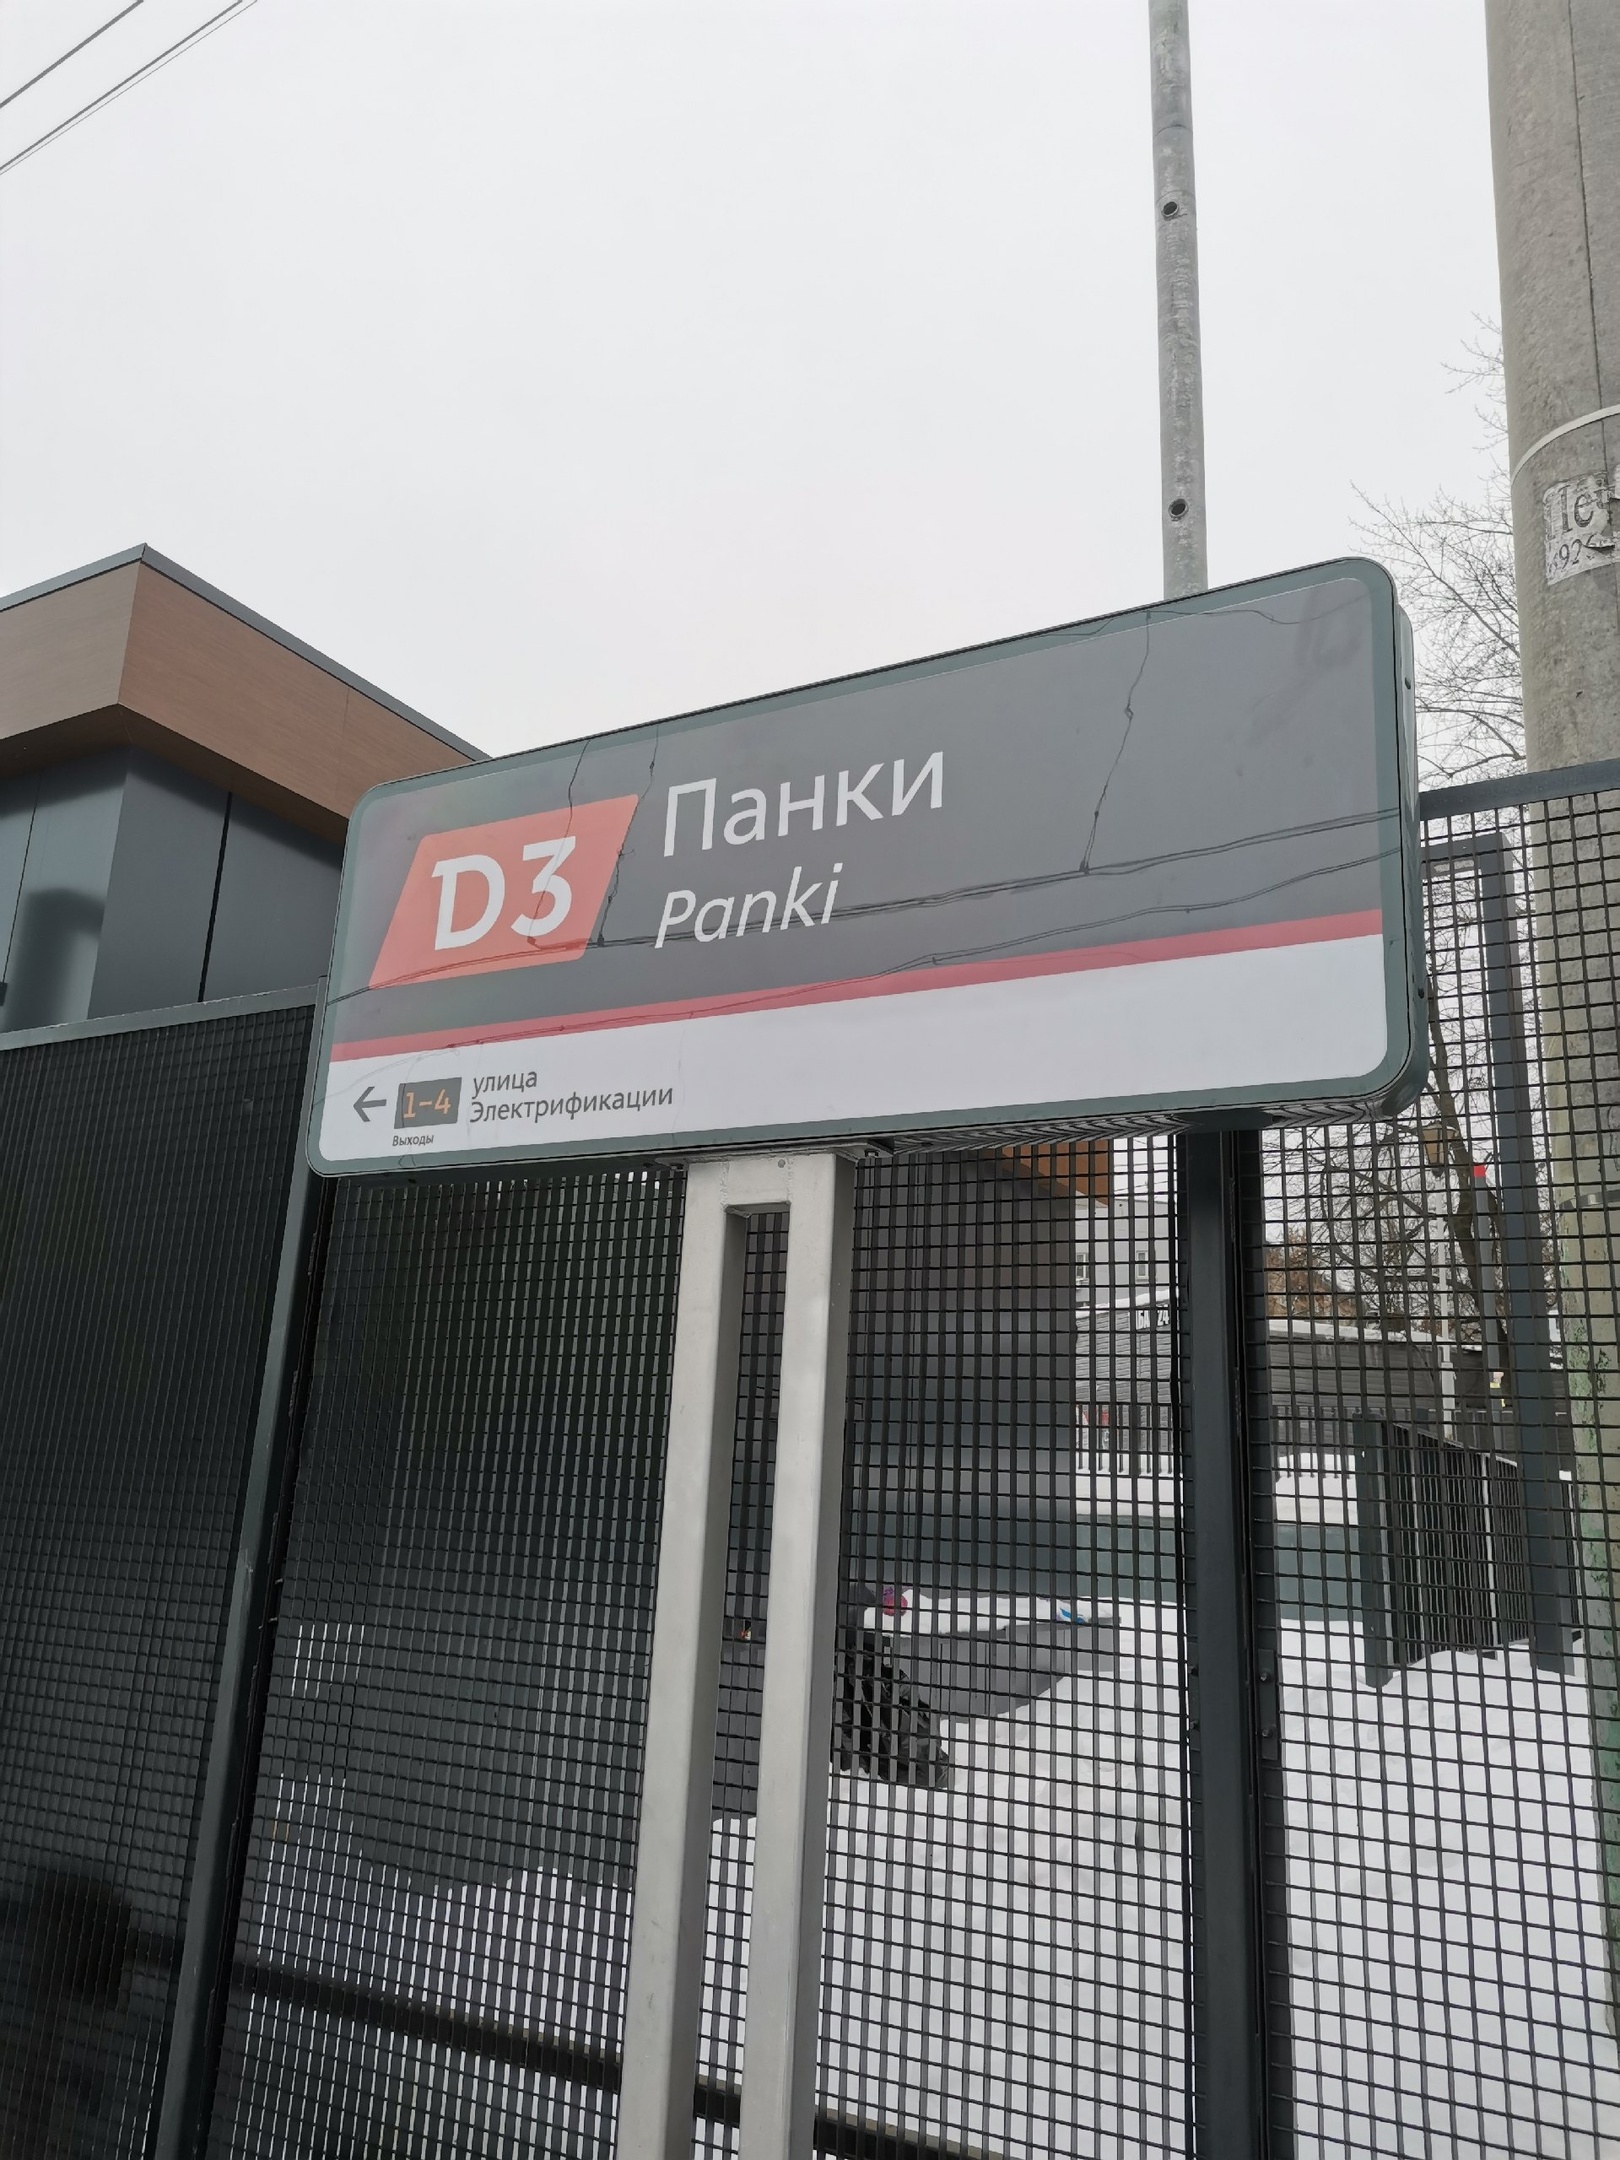 D3
Панки
Panki
← 1-4
Выходы
улица
Электрификации